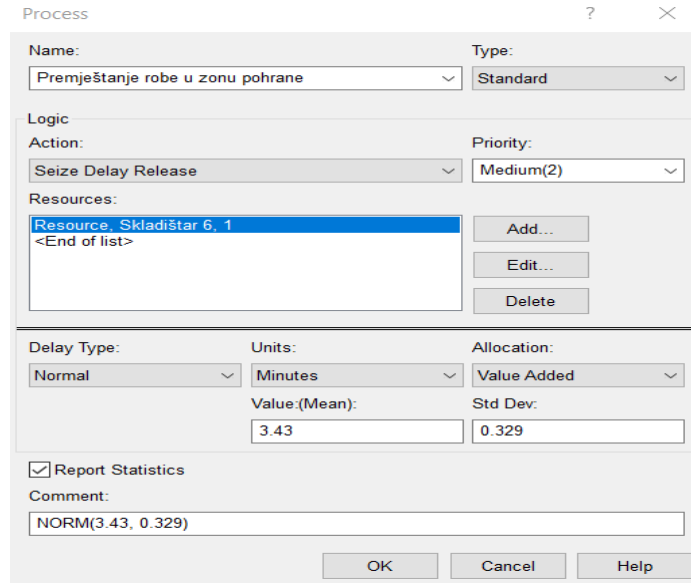 Process ? ×
Name: Type:
Premještanje robe u zonu pohrane Standard
Logic
Action: Priority:
Seize Delay Release Medium(2)
Resources:
Resource, Skladištar 6, 1
<End of list>
Add...
Edit...
Delete
Delay Type: Units: Allocation:
Normal Minutes Value Added
Value:(Mean): Std Dev:
3.43 0.329
Report Statistics
Comment:
NORM(3.43, 0.329)
OK Cancel Help